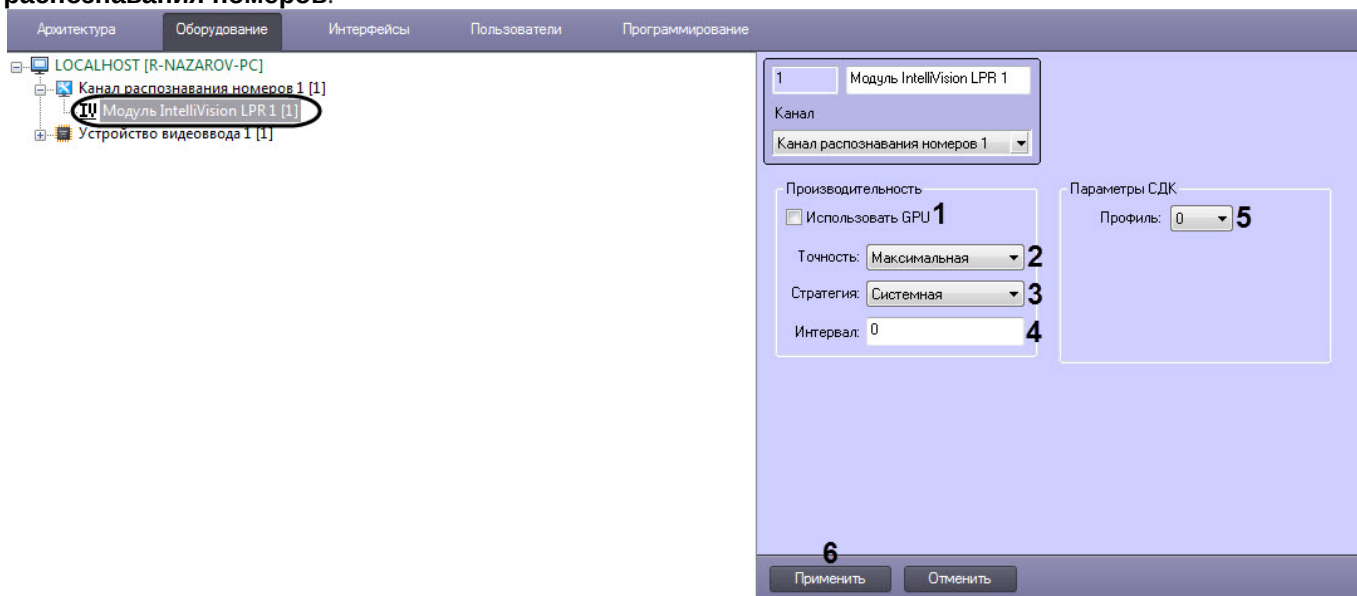 распознавания номеров.
Архитектура Оборудование Интерфейсы Пользователи Программирование
LOCALHOST [R-NAZAROV-PC]
Канал распознавания номеров 1 [1]
Модуль IntelliVision LPR 1 [1]
Устройство видеоввода 1 [1]
1 Модуль IntelliVision LPR 1
Канал
Канал распознавания номеров 1
Производительность
Использовать GPU 1
Точность: Максимальная 2
Стратегия: Системная 3
Интервал: 0 4
Параметры СДК
Профиль: 0 5
6
Применить Отменить